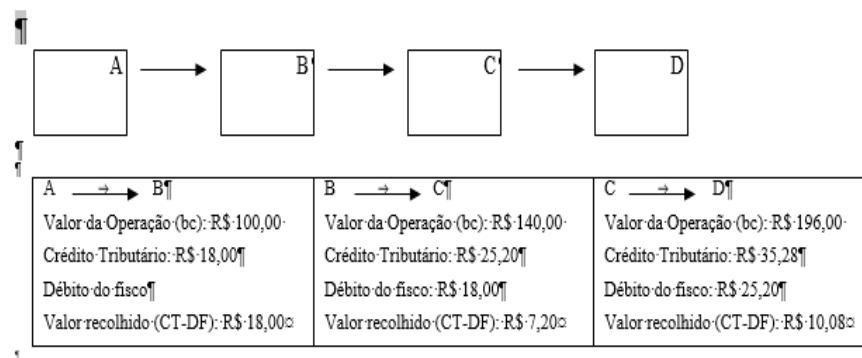 A B C D
A B
Valor da Operação (bc): R$ 100,00
Crédito Tributário: R$ 18,00
Débito do fisco
Valor recolhido (CT-DF): R$ 18,00
B C
Valor da Operação (bc): R$ 140,00
Crédito Tributário: R$ 25,20
Débito do fisco: R$ 18,00
Valor recolhido (CT-DF): R$ 7,20
C D
Valor da Operação (bc): R$ 196,00
Crédito Tributário: R$ 35,28
Débito do fisco: R$ 25,20
Valor recolhido (CT-DF): R$ 10,08